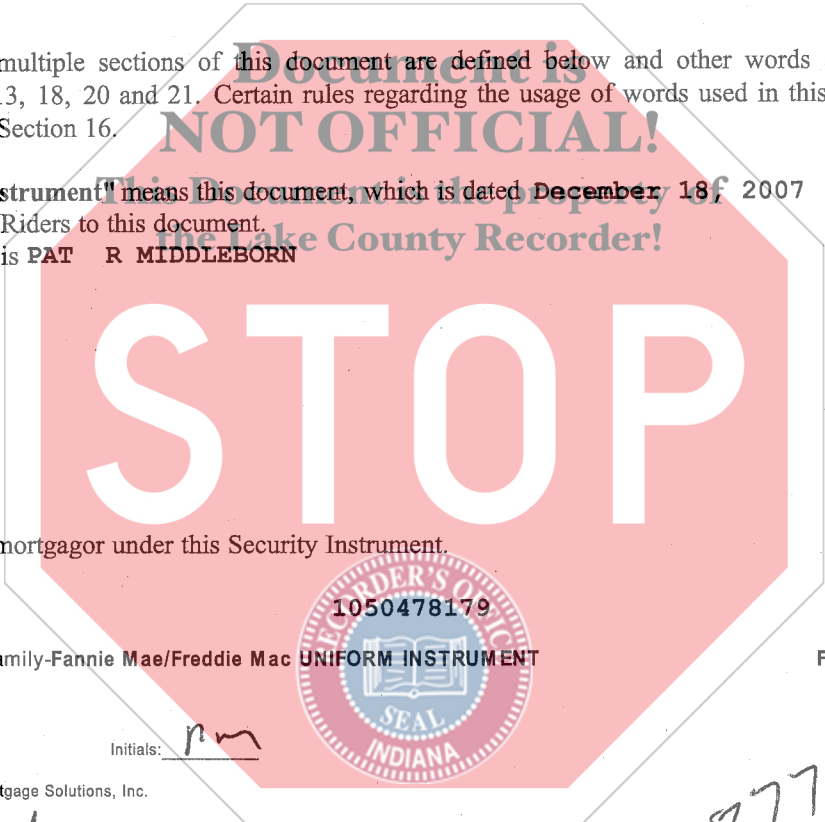 multiple sections of this document are defined below and other words
Document is
3, 18, 20 and 21. Certain rules regarding the usage of words used in this
Section 16.
NOT OFFICIAL!
strument" means this document, which is dated December 18, 2007
This Document is the property of
Riders to this document.
the Lake County Recorder!
is PAT R MIDDLEBORN
STOP
mortgagor under this Security Instrument.
RECORDER'S OFFICE
1050478179
amily-Fannie Mae/Freddie Mac UNIFORM INSTRUMENT
F
SEAL
INDIANA
Initials: pm
tgage Solutions, Inc.
777